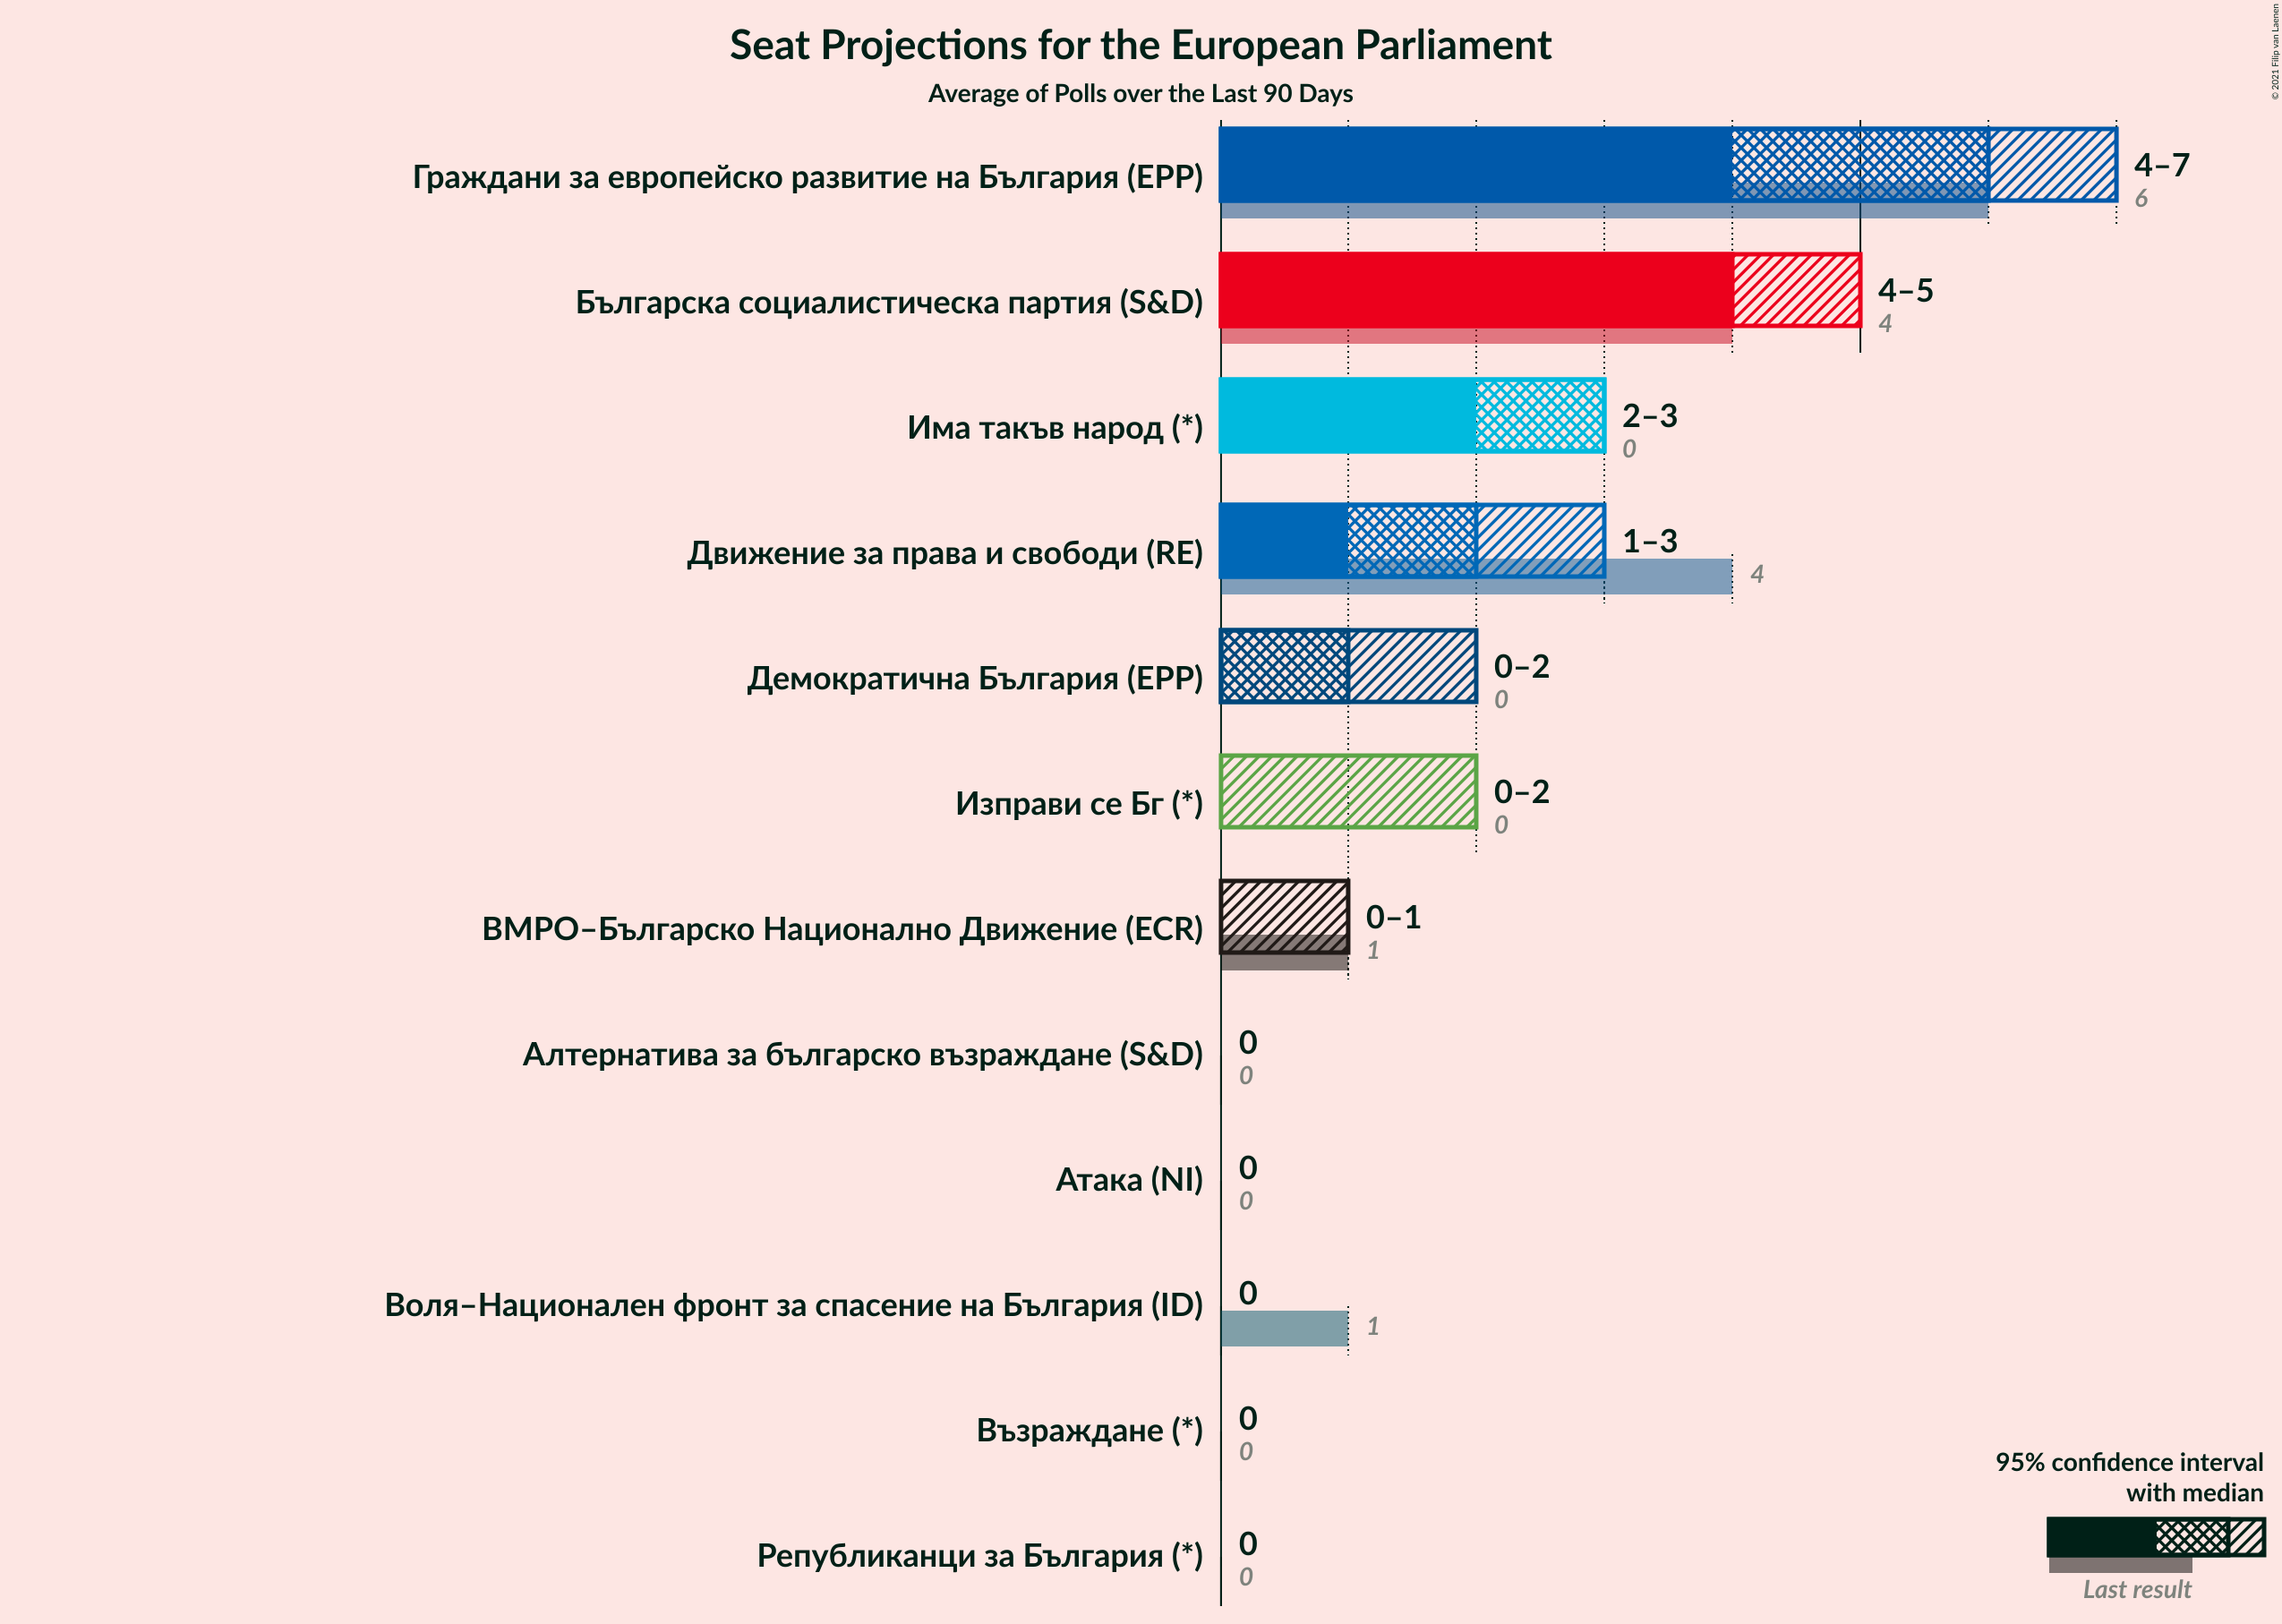 Seat Projections for the European Parliament
Average of Polls over the Last 90 Days
© 2021 Filip van Laenen
Граждани за европейско развитие на България (EPP)
4–7
6
Българска социалистическа партия (S&D)
4–5
4
Има такъв народ (*)
2–3
0
Движение за права и свободи (RE)
1–3
4
Демократична България (EPP)
0–2
0
Изправи се Бг (*)
0–2
0
ВМРО–Българско Национално Движение (ECR)
0–1
1
Алтернатива за българско възраждане (S&D)
0
0
Атака (NI)
0
0
Воля–Национален фронт за спасение на България (ID)
0
1
Възраждане (*)
0
0
Републиканци за България (*)
0
0
95% confidence interval
with median
Last result